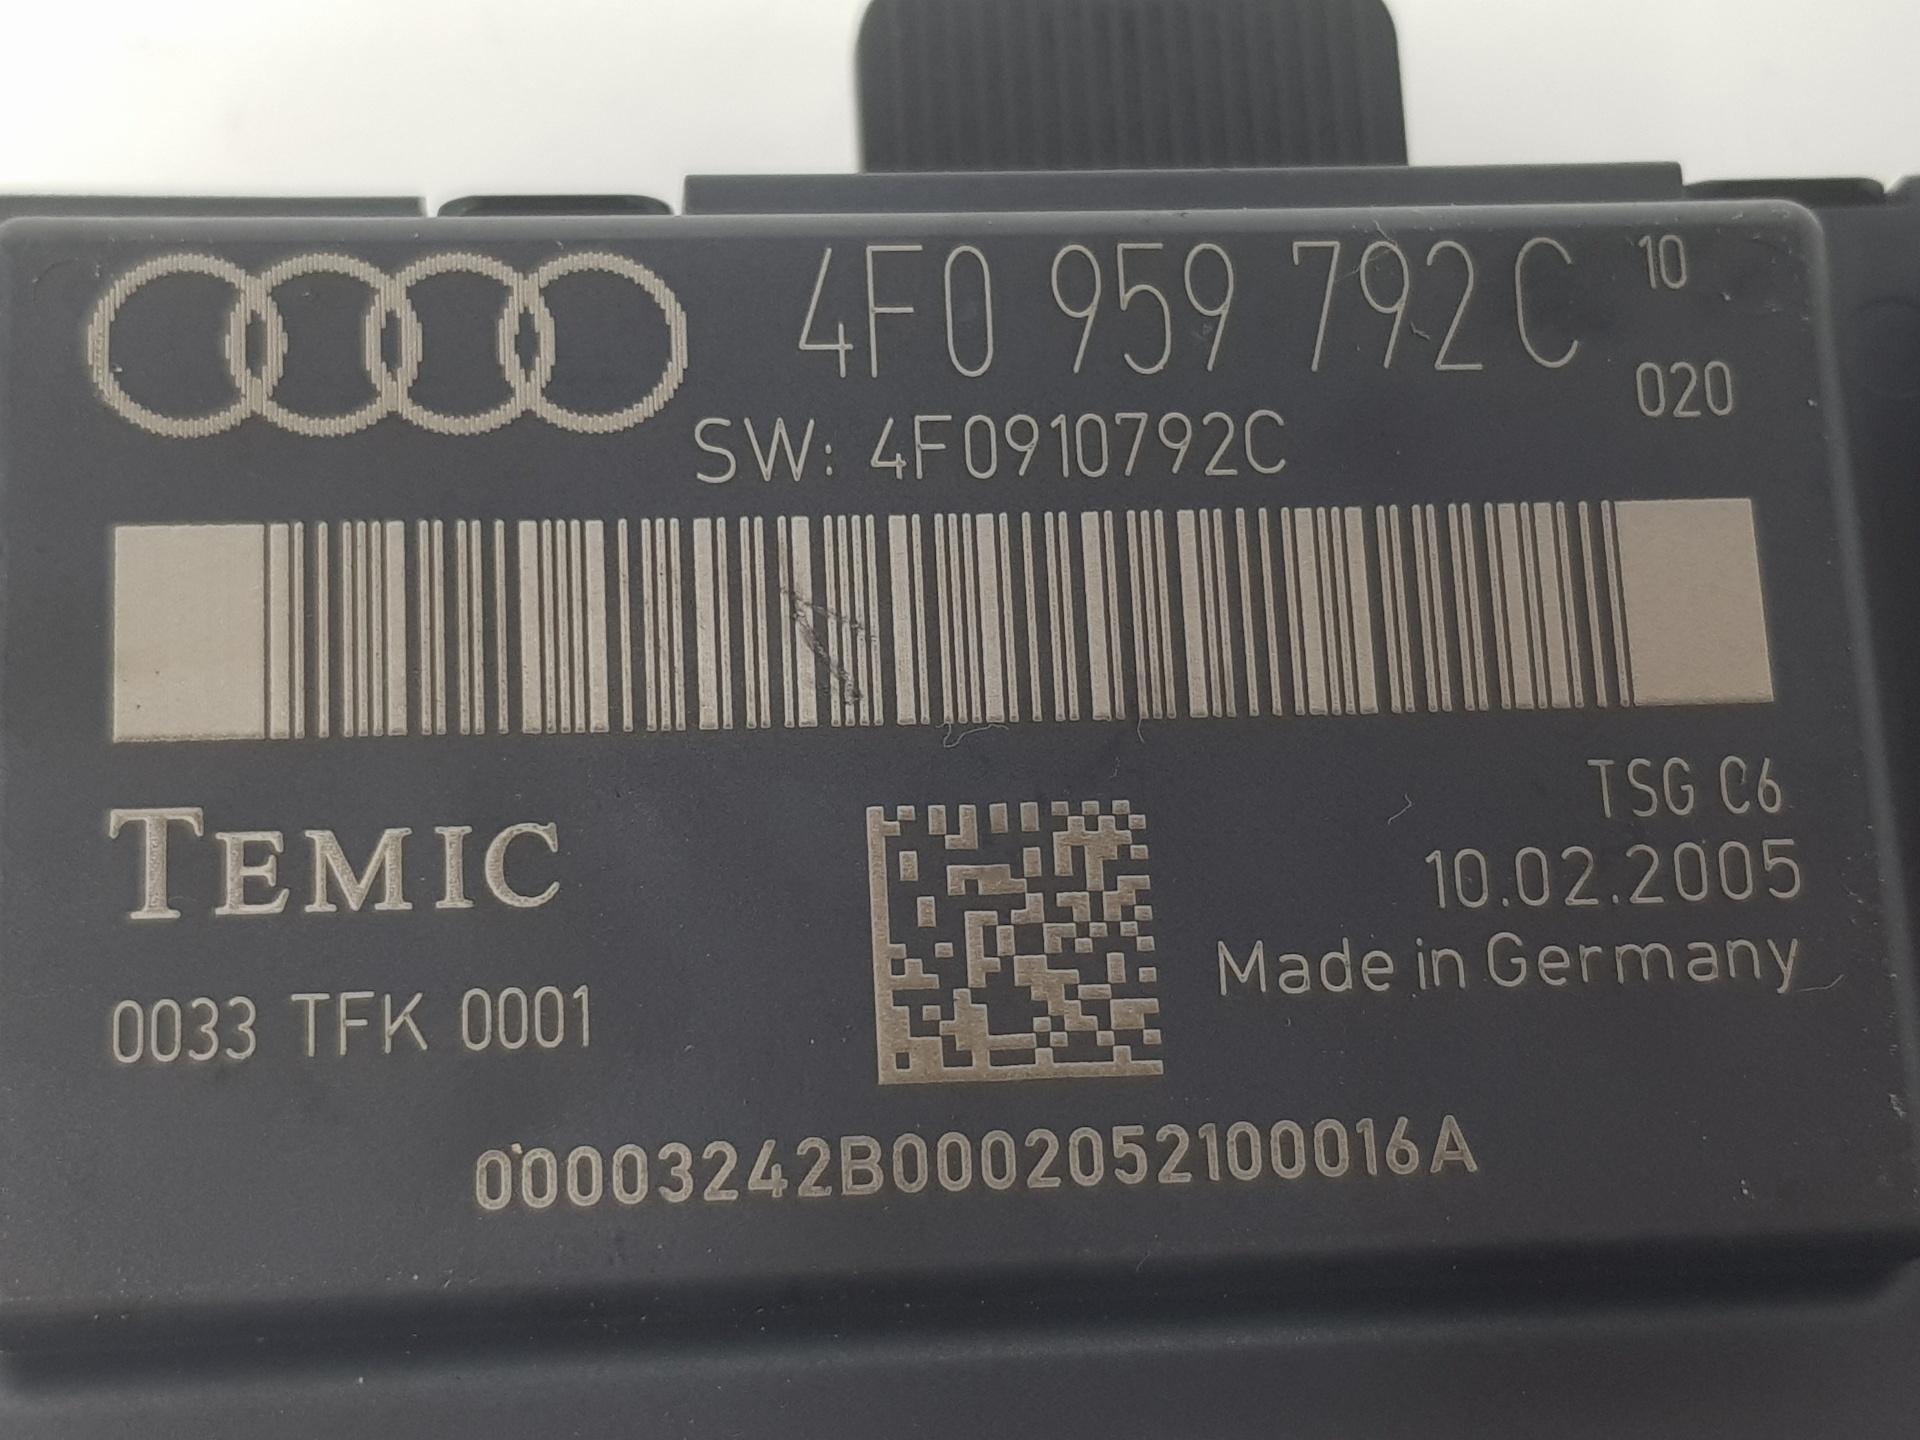 4F0 959 792 C 10
020
SW: 4F0910792C
TEMIC
TSG C6
10.02.2005
Made in Germany
0033 TFK 0001
00003242B0002052100016A